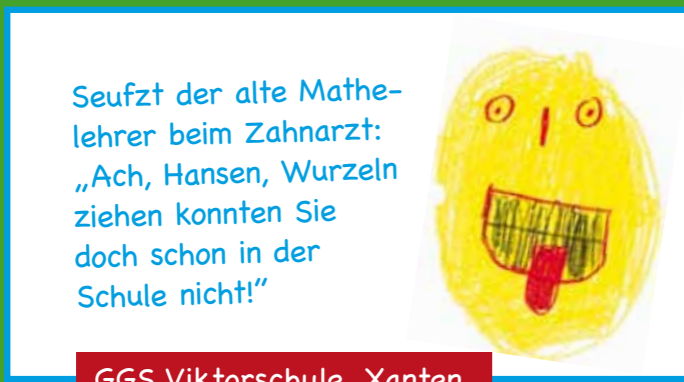 Seufzt der alte Mathe-
lehrer beim Zahnarzt:
„Ach, Hansen, Wurzeln
ziehen konnten Sie
doch schon in der
Schule nicht!“
GGS Viktorschule, Xanten